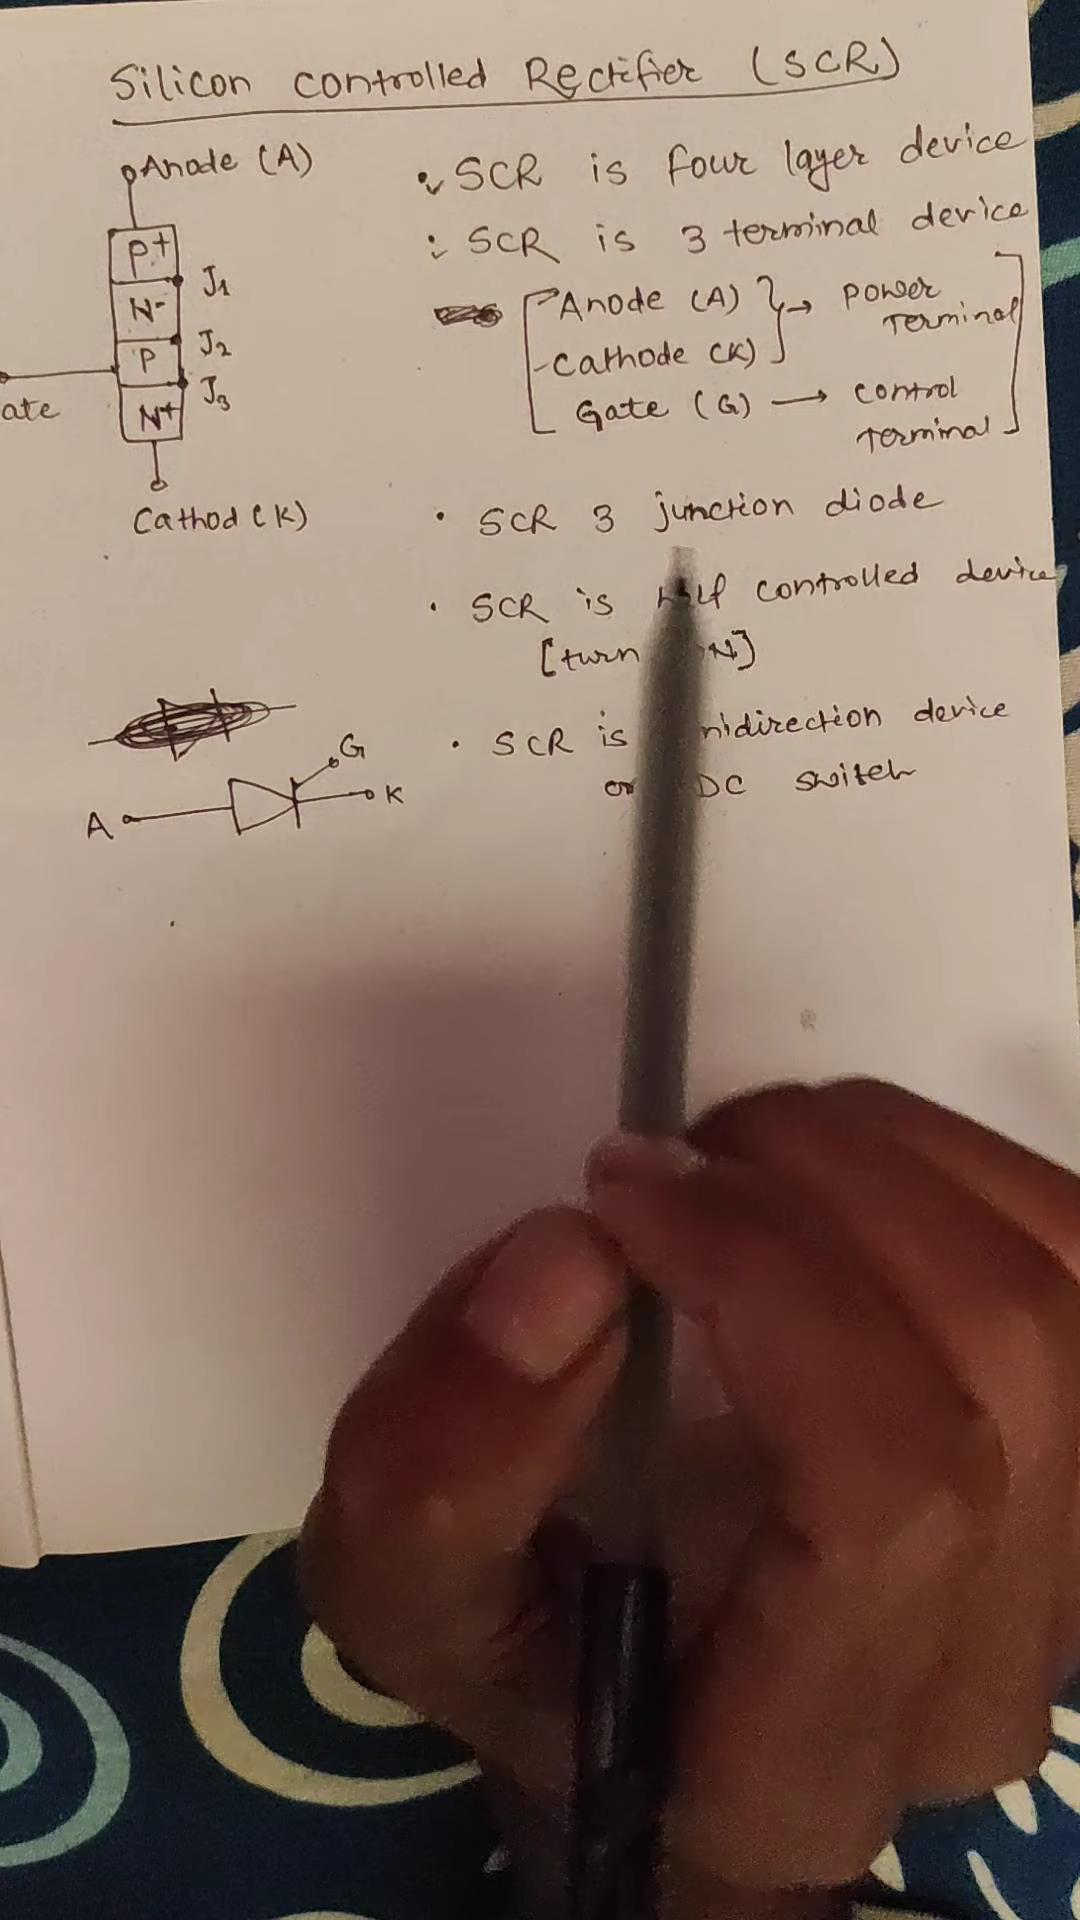 Silicon controlled Rectifier (SCR)
Anode (A)
P+
J1
N-
J2
P
J3
ate
N+
Cathod (K)
SCR is four layer device
SCR is 3 terminal device
Anode (A) → power Terminal
Cathode (K)
Gate (G) → control terminal
• SCR 3 junction diode
• SCR is controlled device
[turn N]
• SCR is nidirection device
or DC switch
G
A
K